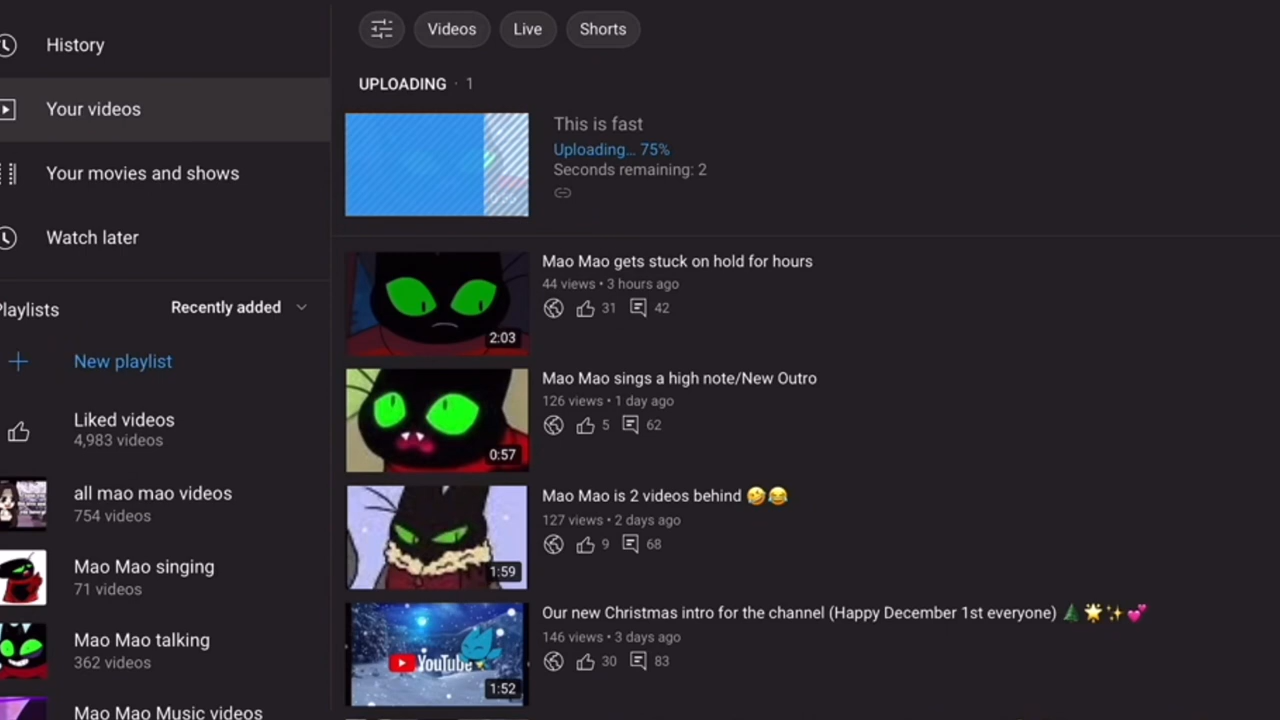 History
Your videos
Your movies and shows
Watch later
Playlists
Recently added
New playlist
Liked videos
4,983 videos
all mao mao videos
754 videos
Mao Mao singing
71 videos
Mao Mao talking
362 videos
Mao Mao Music videos
Videos
Live
Shorts
UPLOADING · 1
This is fast
Uploading... 75%
Seconds remaining: 2
Mao Mao gets stuck on hold for hours
44 views • 3 hours ago
31 42
2:03
Mao Mao sings a high note/New Outro
126 views • 1 day ago
5 62
0:57
Mao Mao is 2 videos behind 🤣😂
127 views • 2 days ago
9 68
1:59
Our new Christmas intro for the channel (Happy December 1st everyone) 🎄🌟✨💕
146 views • 3 days ago
30 83
YouTube
1:52